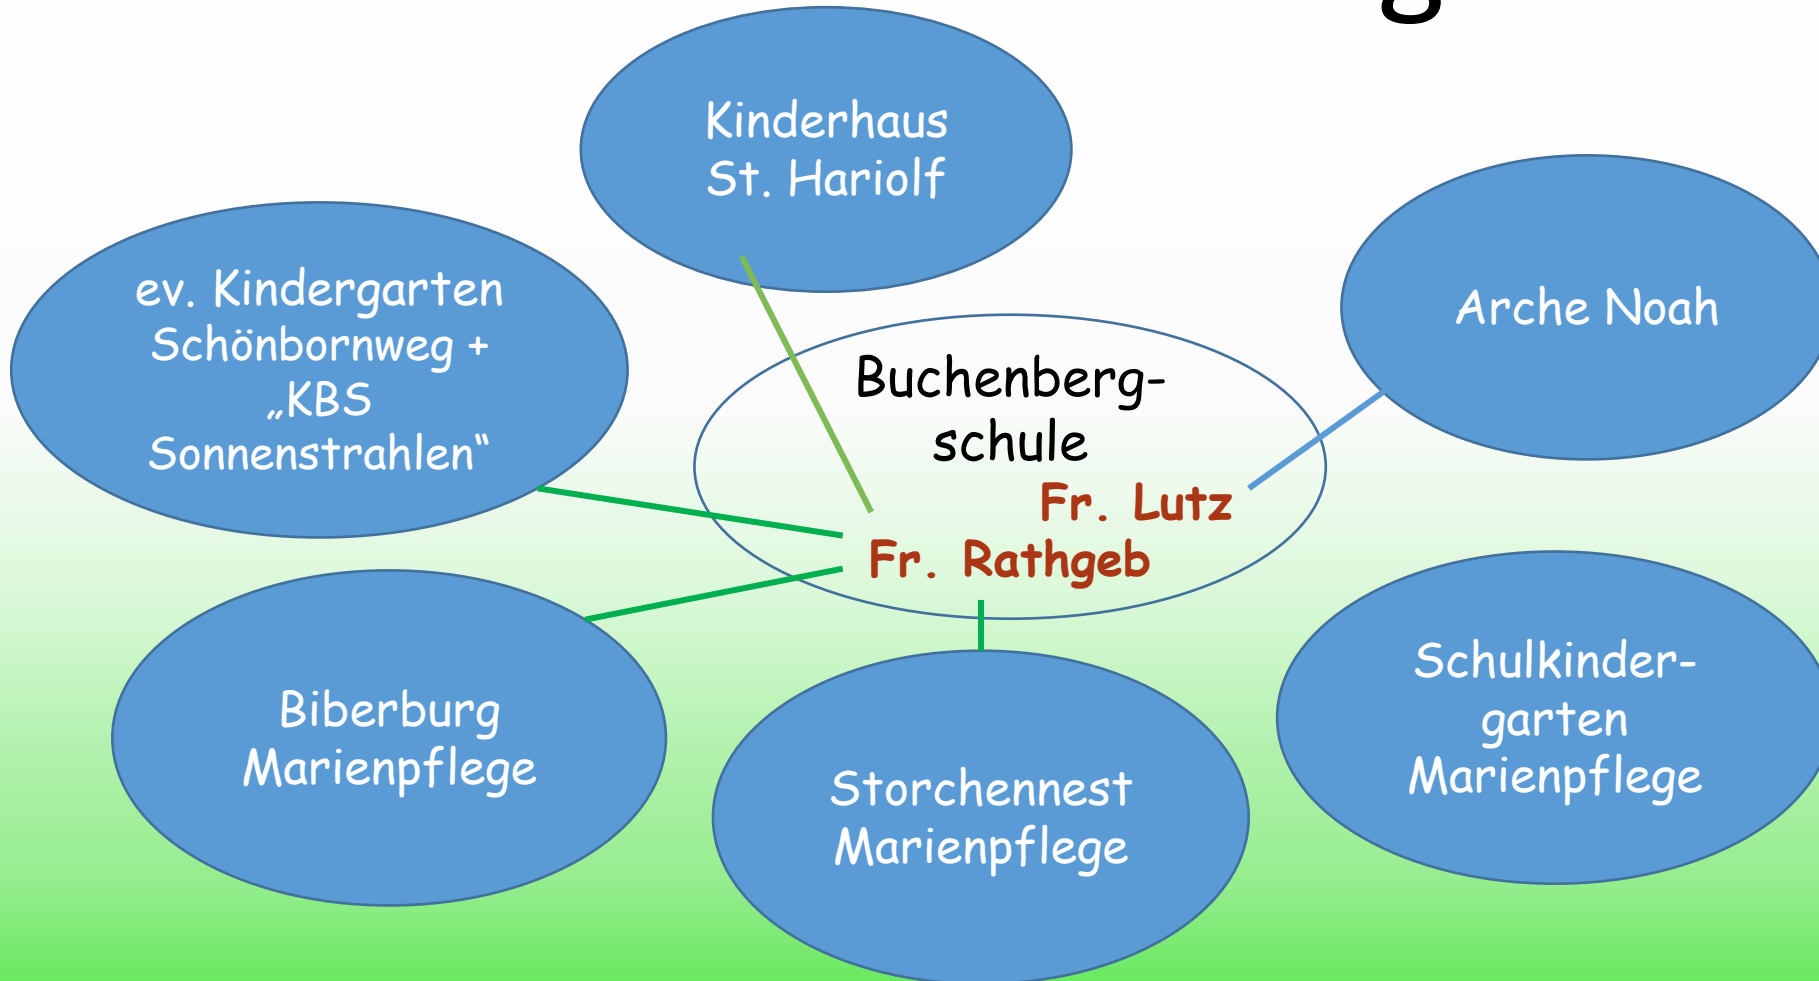 Kinderhaus
St. Hariolf
Arche Noah
ev. Kindergarten
Schönbornweg +
„KBS
Sonnenstrahlen“
Buchenberg-
schule
Fr. Lutz
Fr. Rathgeb
Biberburg
Marienpflege
Storchennest
Marienpflege
Schulkinder-
garten
Marienpflege